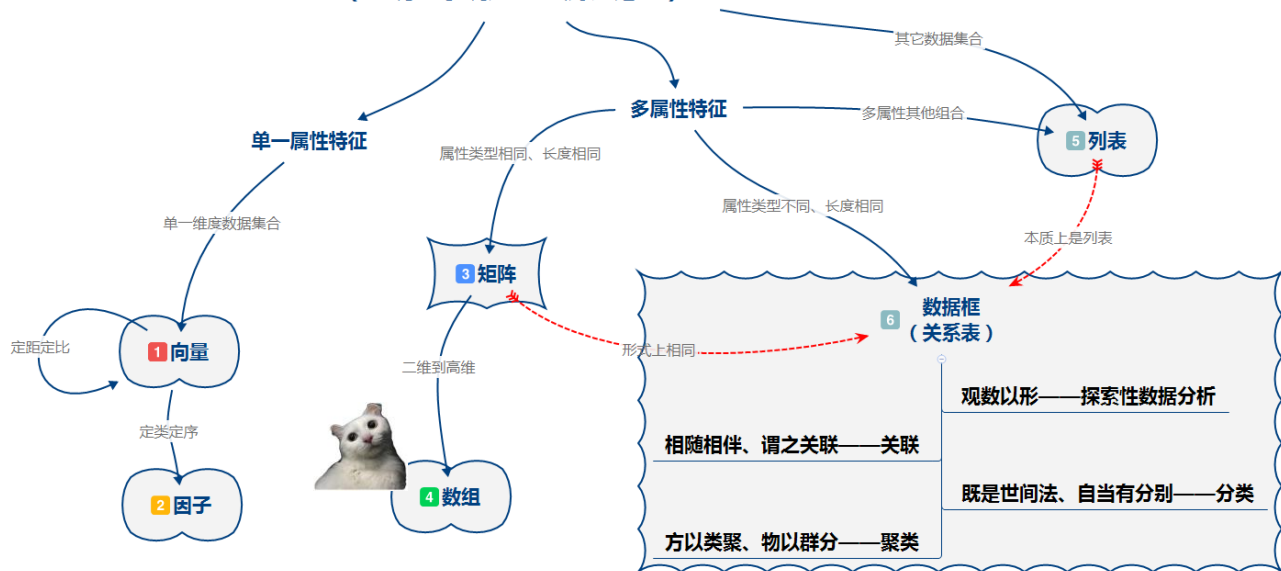 其它数据集合
多属性特征
多属性其他组合
单一属性特征
5 列表
属性类型相同、长度相同
属性类型不同、长度相同
单一维度数据集合
本质上是列表
3 矩阵
6 数据框
（关系表）
定距定比
1 向量
形式上相同
二维到高维
观数以形——探索性数据分析
定类定序
相随相伴、谓之关联——关联
2 因子
4 数组
既是世间法、自当有分别——分类
方以类聚、物以群分——聚类